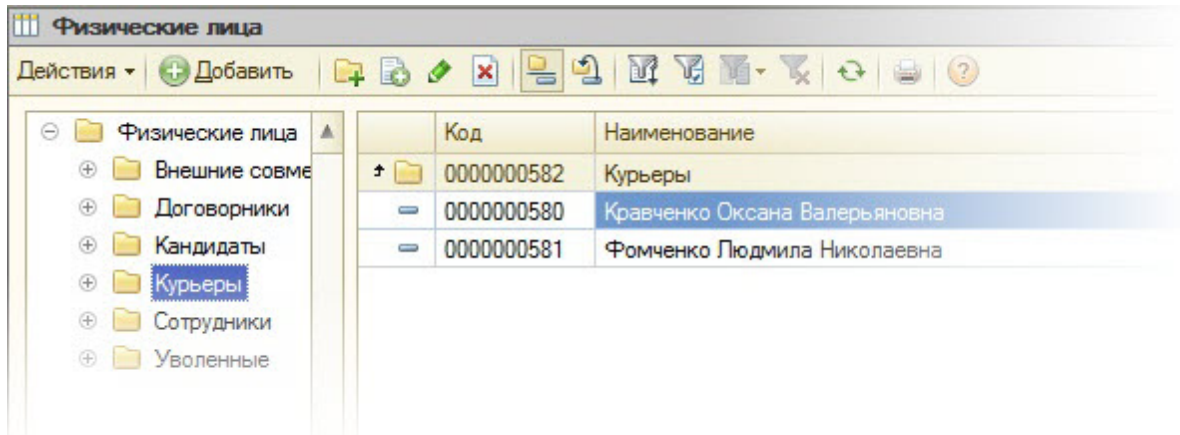 Физические лица
Действия Добавить
Физические лица
Внешние совме
Договорники
Кандидаты
Курьеры
Сотрудники
Уволенные
Код Наименование
0000000582 Курьеры
0000000580 Кравченко Оксана Валерьяновна
0000000581 Фомченко Людмила Николаевна